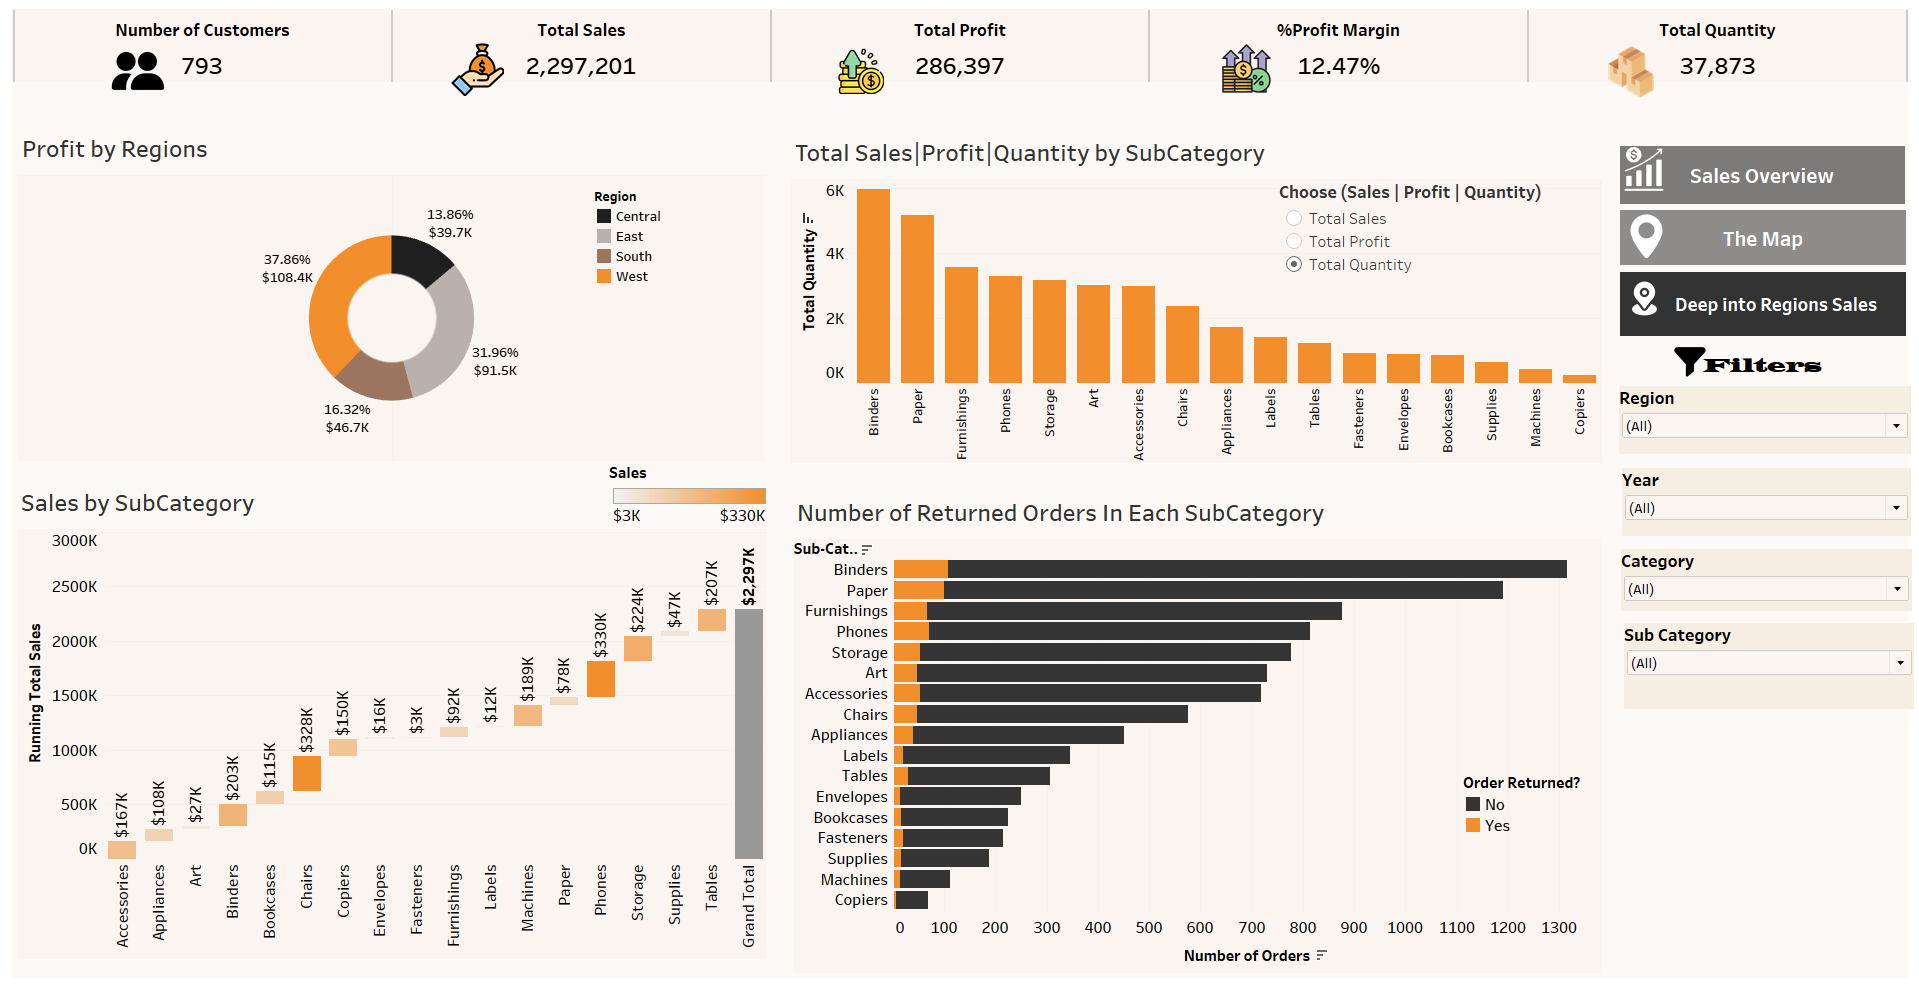 Number of Customers
793
Total Sales
2,297,201
Total Profit
286,397
%Profit Margin
12.47%
Total Quantity
37,873
Profit by Regions
Region
Central
East
South
West
13.86%
$39.7K
37.86%
$108.4K
31.96%
$91.5K
16.32%
$46.7K
Total Sales|Profit|Quantity by SubCategory
Choose (Sales | Profit | Quantity)
Total Sales
Total Profit
Total Quantity
Total Quantity
6K
4K
2K
0K
Binders
Paper
Furnishings
Phones
Storage
Art
Accessories
Chairs
Appliances
Labels
Tables
Fasteners
Envelopes
Bookcases
Supplies
Machines
Copiers
Sales Overview
The Map
Deep into Regions Sales
Filters
Region
(All)
Year
(All)
Category
(All)
Sub Category
(All)
Sales by SubCategory
Sales
$3K
$330K
Running Total Sales
3000K
2500K
2000K
1500K
1000K
500K
0K
$167K
$108K
$27K
$203K
$115K
$328K
$150K
$16K
$3K
$92K
$12K
$189K
$78K
$330K
$224K
$47K
$207K
$2,297K
Accessories
Appliances
Art
Binders
Bookcases
Chairs
Copiers
Envelopes
Fasteners
Furnishings
Labels
Machines
Paper
Phones
Storage
Supplies
Tables
Grand Total
Number of Returned Orders In Each SubCategory
Sub-Cat..
Binders
Paper
Furnishings
Phones
Storage
Art
Accessories
Chairs
Appliances
Labels
Tables
Envelopes
Bookcases
Fasteners
Supplies
Machines
Copiers
Order Returned?
No
Yes
0 100 200 300 400 500 600 700 800 900 1000 1100 1200 1300
Number of Orders